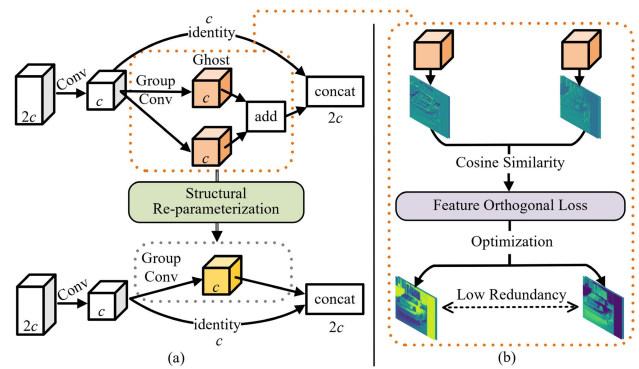 c
identity
Conv
Ghost
Group
Conv
2c
c
c
c
add
concat
2c
Structural
Re-parameterization
Group
Conv
Conv
2c
c
c
concat
2c
identity
c
(a)
Cosine Similarity
Feature Orthogonal Loss
Optimization
Low Redundancy
(b)